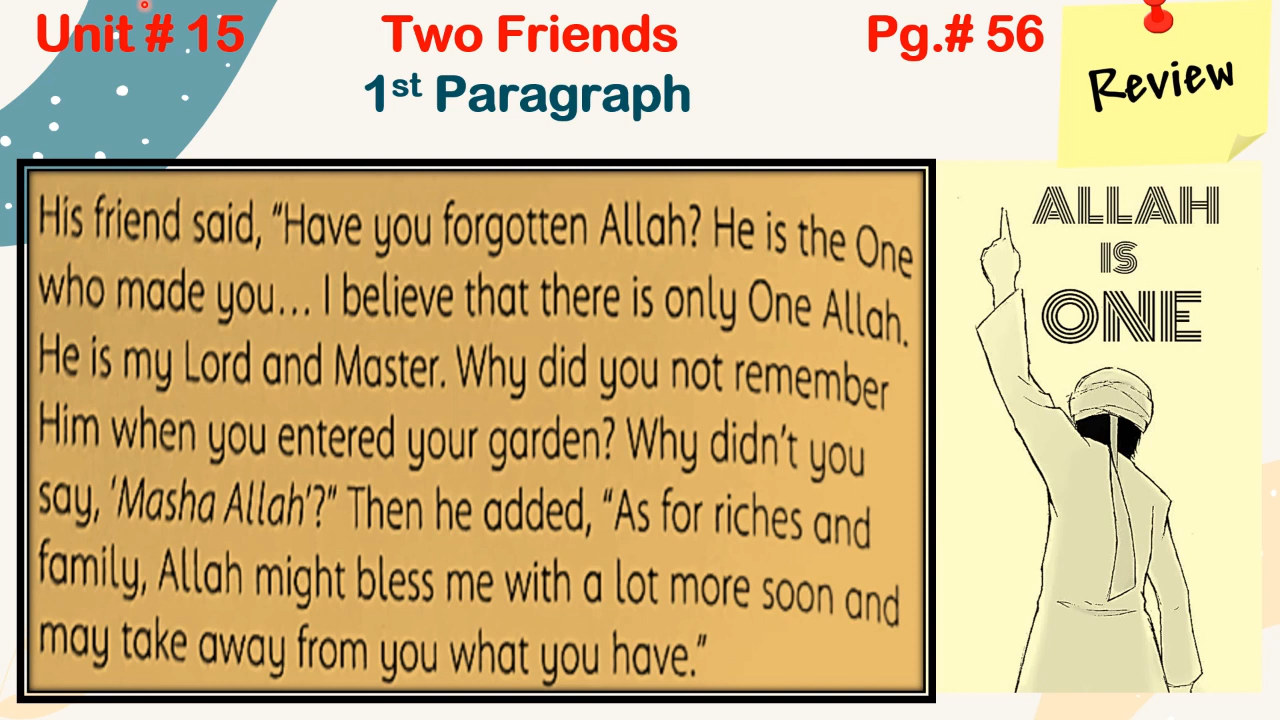 Unit # 15 Two Friends Pg.# 56
1st Paragraph
Review
His friend said, “Have you forgotten Allah? He is the One
who made you... I believe that there is only One Allah.
He is my Lord and Master. Why did you not remember
Him when you entered your garden? Why didn’t you
say, ‘Masha Allah’?” Then he added, “As for riches and
family, Allah might bless me with a lot more soon and
may take away from you what you have.”
ALLAH
IS
ONE